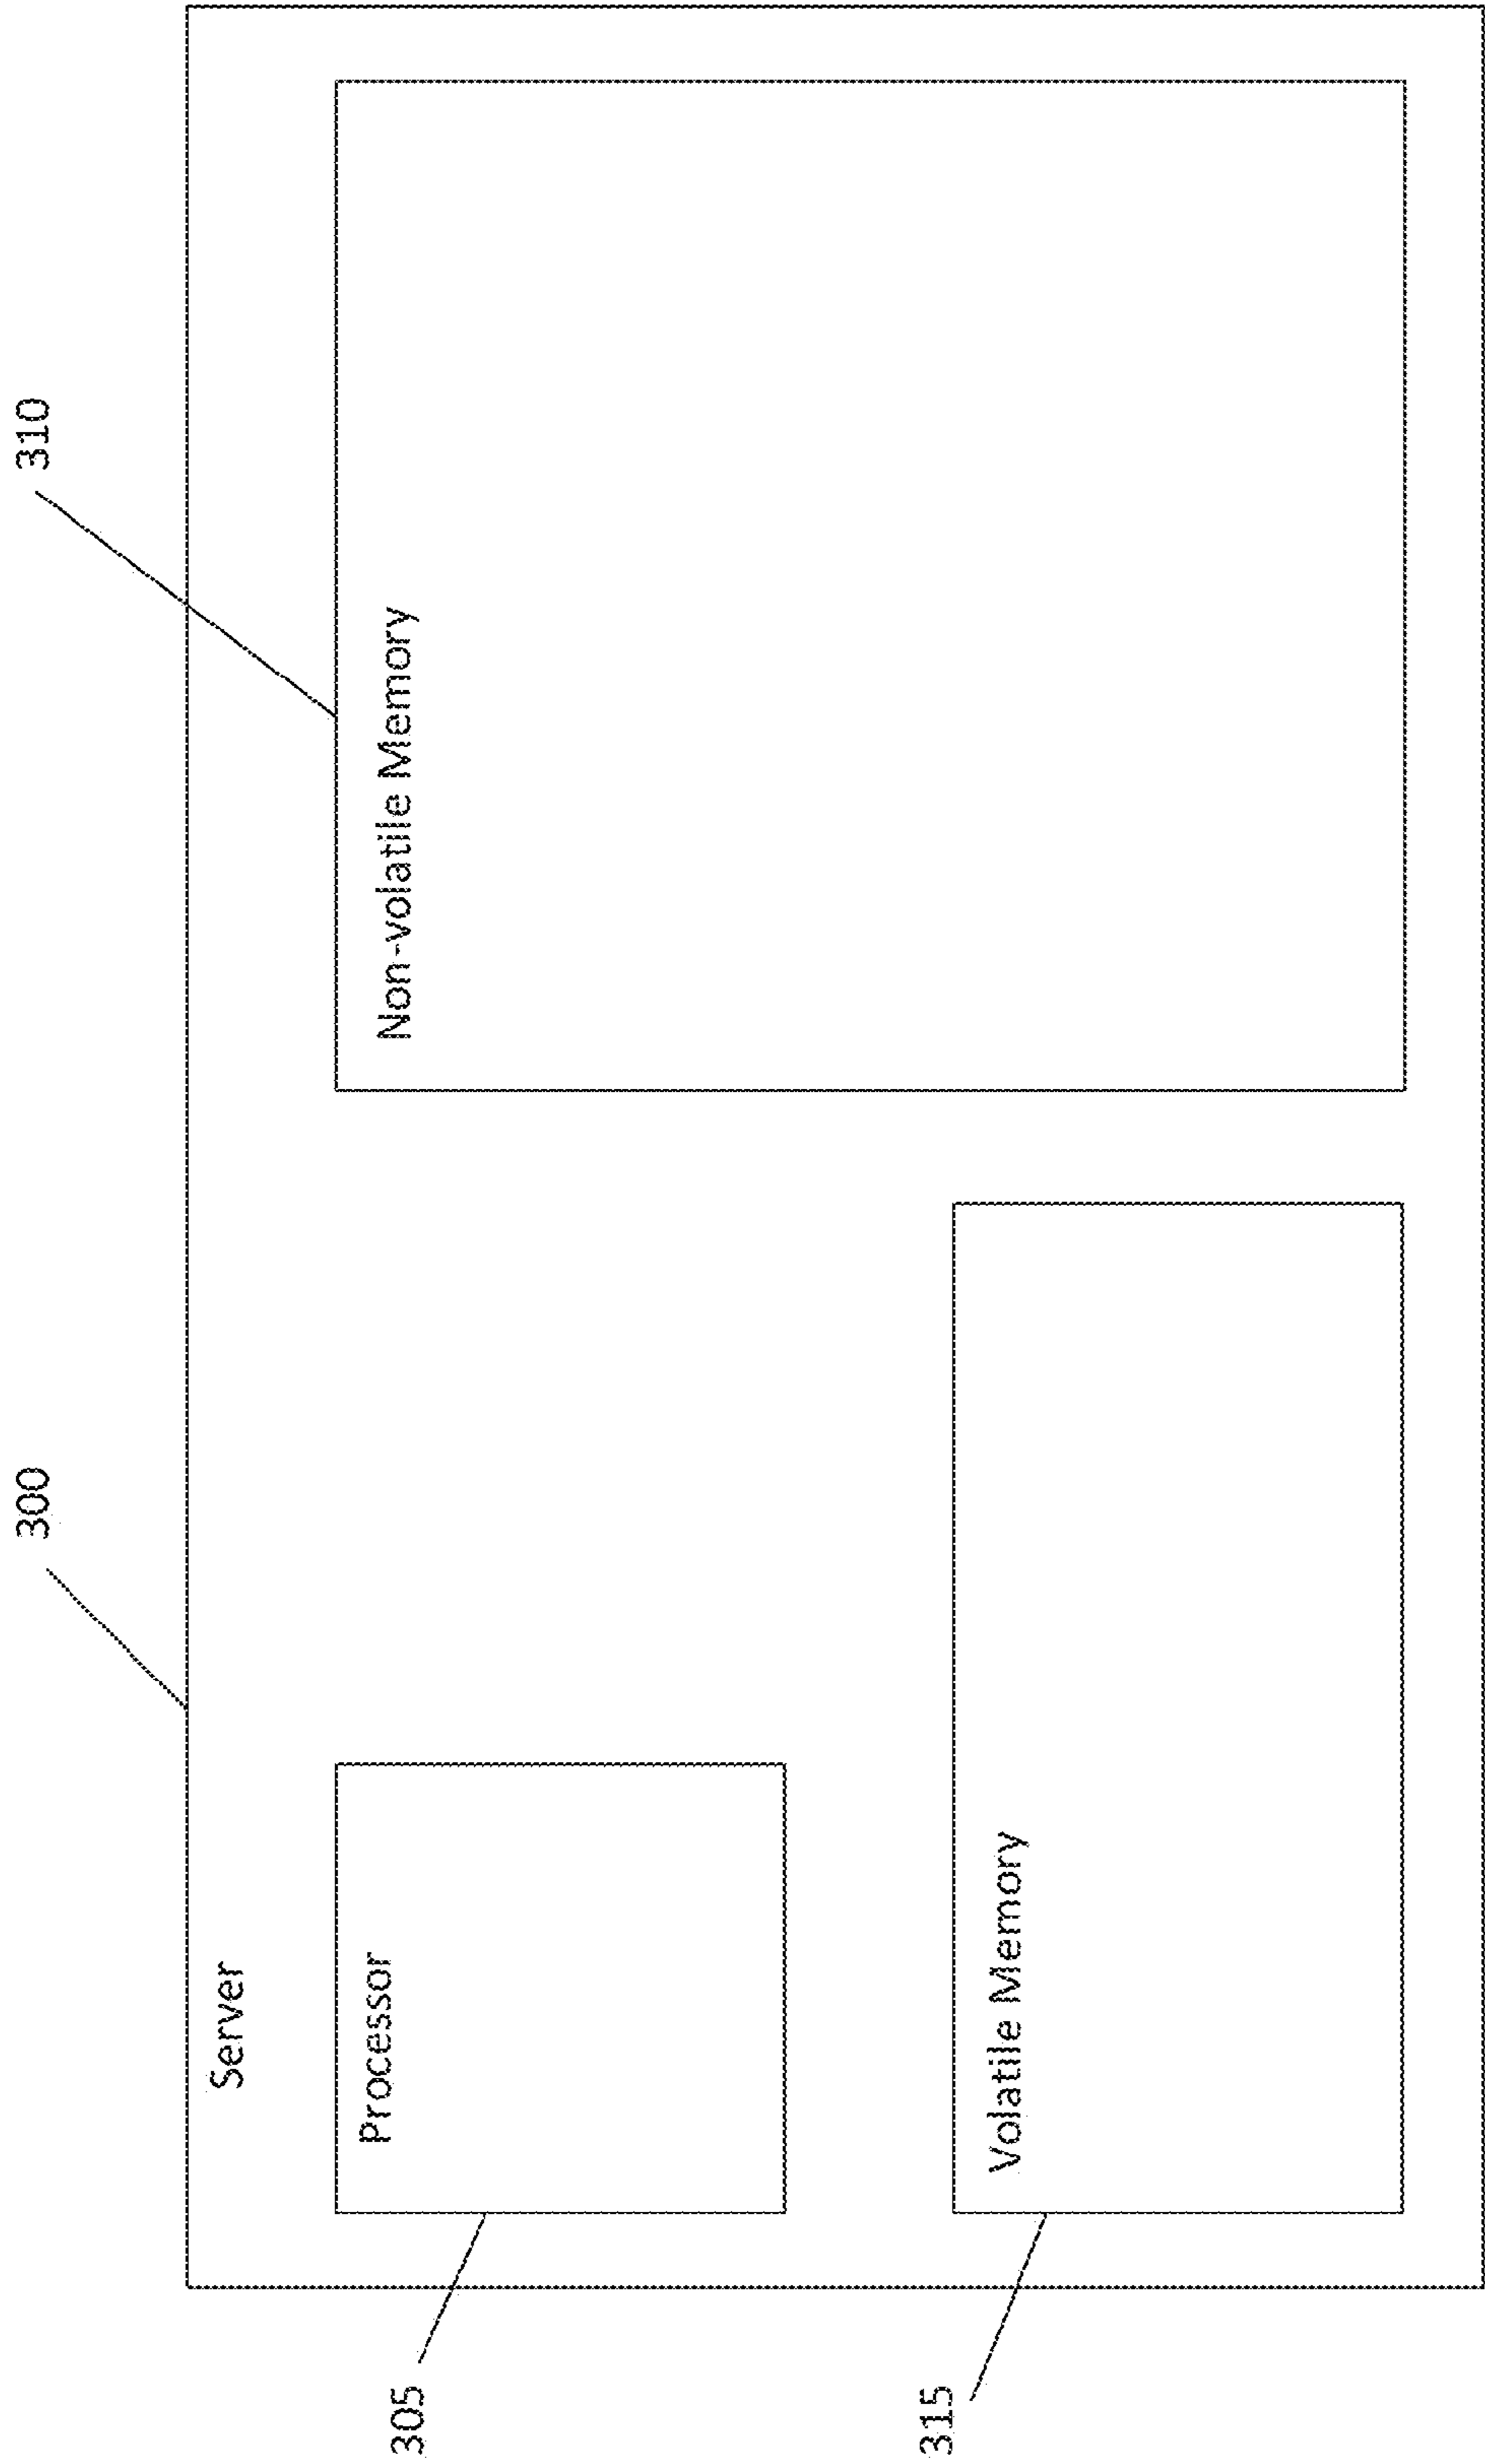 300
310
Server
Processor
Non-volatile Memory
305
Volatile Memory
315